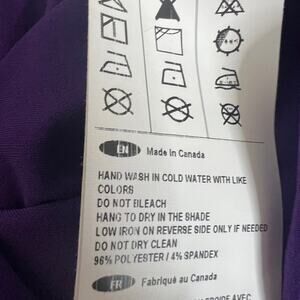 EN Made in Canada
HAND WASH IN COLD WATER WITH LIKE
COLORS
DO NOT BLEACH
HANG TO DRY IN THE SHADE
LOW IRON ON REVERSE SIDE ONLY IF NEEDED
DO NOT DRY CLEAN
96% POLYESTER / 4% SPANDEX
FR Fabriqué au Canada
FROIDE AVEC